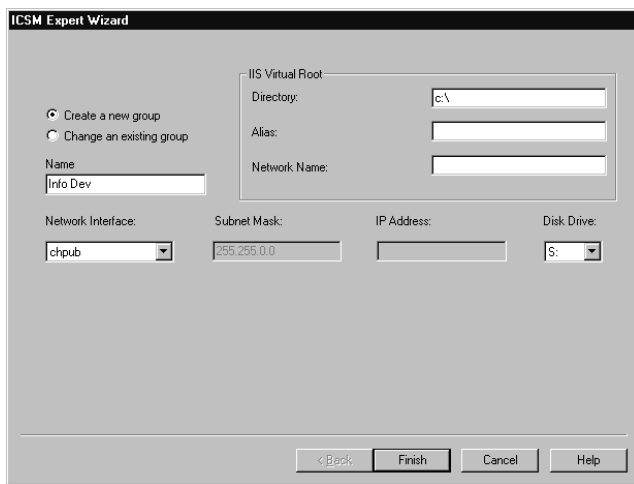 ICSM Expert Wizard
IIS Virtual Root
Directory: c:\
Create a new group
Change an existing group
Alias:
Name
Network Name:
Info Dev
Network Interface: Subnet Mask: IP Address: Disk Drive:
chpub 255.255.0.0 S:
< Back Finish Cancel Help